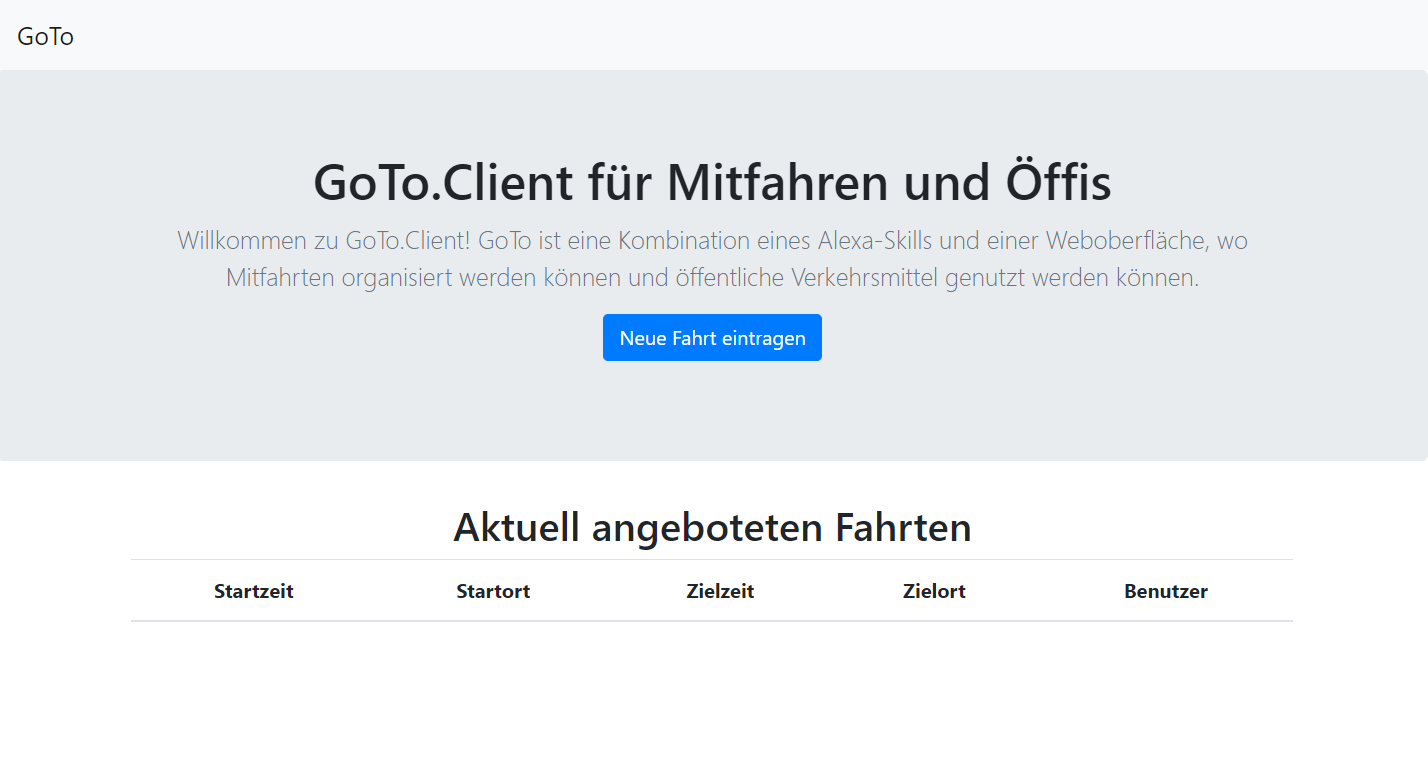 GoTo
GoTo.Client für Mitfahren und Öffis
Willkommen zu GoTo.Client! GoTo ist eine Kombination eines Alexa-Skills und einer Weboberfläche, wo
Mitfahrten organisiert werden können und öffentliche Verkehrsmittel genutzt werden können.
Neue Fahrt eintragen
Aktuell angeboteten Fahrten
Startzeit Startort Zielzeit Zielort Benutzer